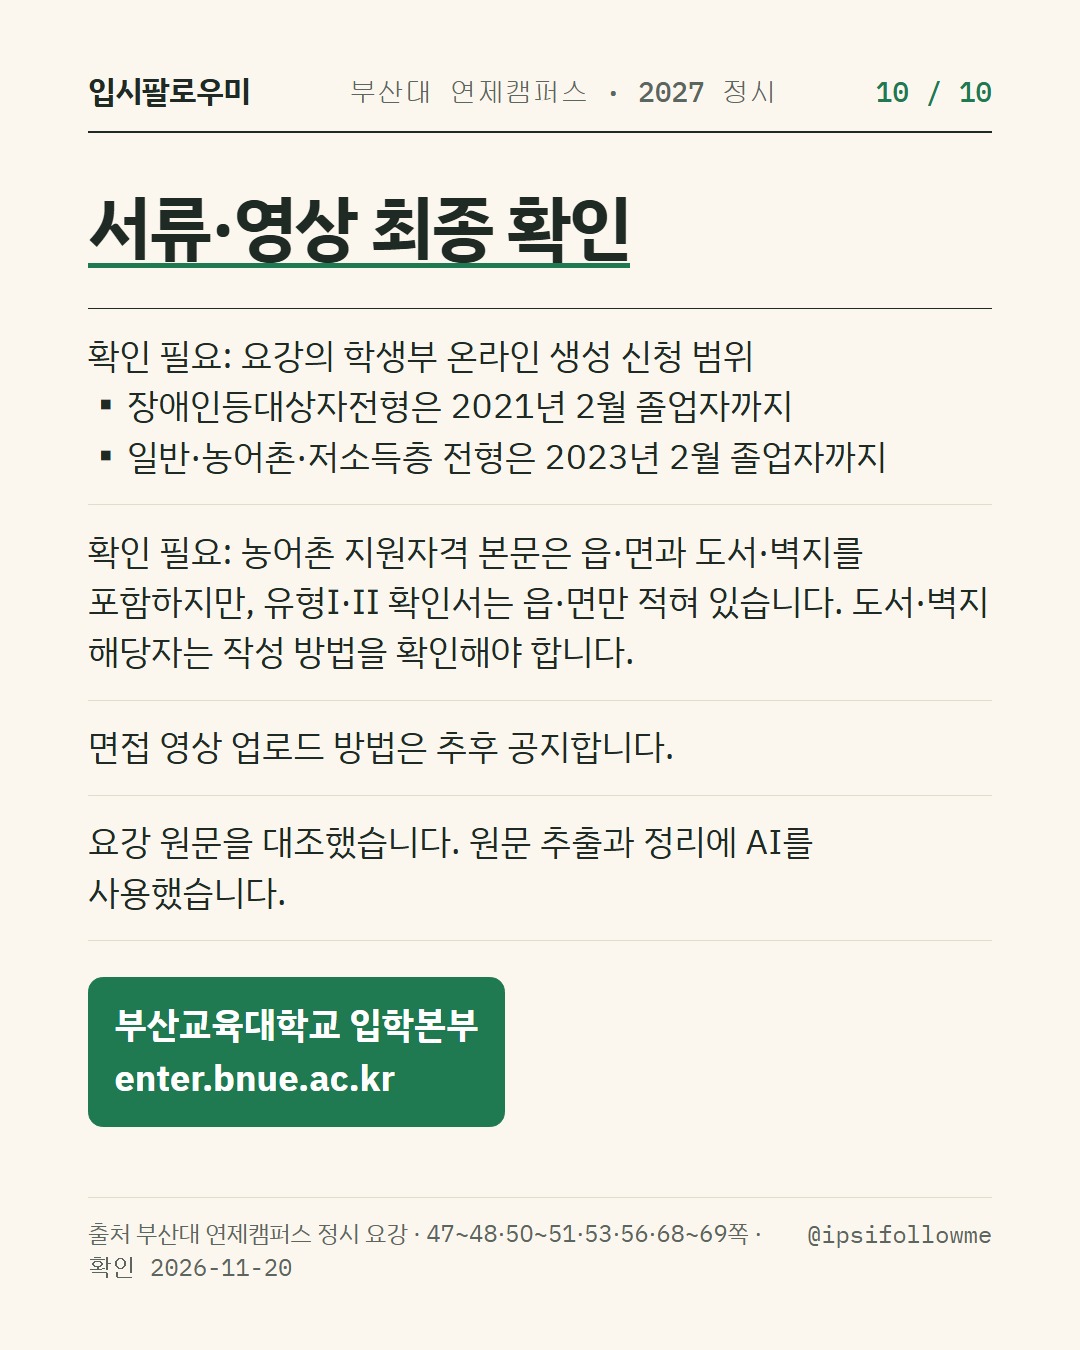 입시팔로우미 부산대 연제캠퍼스 · 2027 정시 10 / 10
서류·영상 최종 확인
확인 필요: 요강의 학생부 온라인 생성 신청 범위
▪ 장애인등대상자전형은 2021년 2월 졸업자까지
▪ 일반·농어촌·저소득층 전형은 2023년 2월 졸업자까지
확인 필요: 농어촌 지원자격 본문은 읍·면과 도서·벽지를
포함하지만, 유형I·II 확인서는 읍·면만 적혀 있습니다. 도서·벽지
해당자는 작성 방법을 확인해야 합니다.
면접 영상 업로드 방법은 추후 공지합니다.
요강 원문을 대조했습니다. 원문 추출과 정리에 AI를
사용했습니다.
부산교육대학교 입학본부
enter.bnue.ac.kr
출처 부산대 연제캠퍼스 정시 요강 · 47~48·50~51·53·56·68~69쪽 · @ipsifollowme
확인 2026-11-20